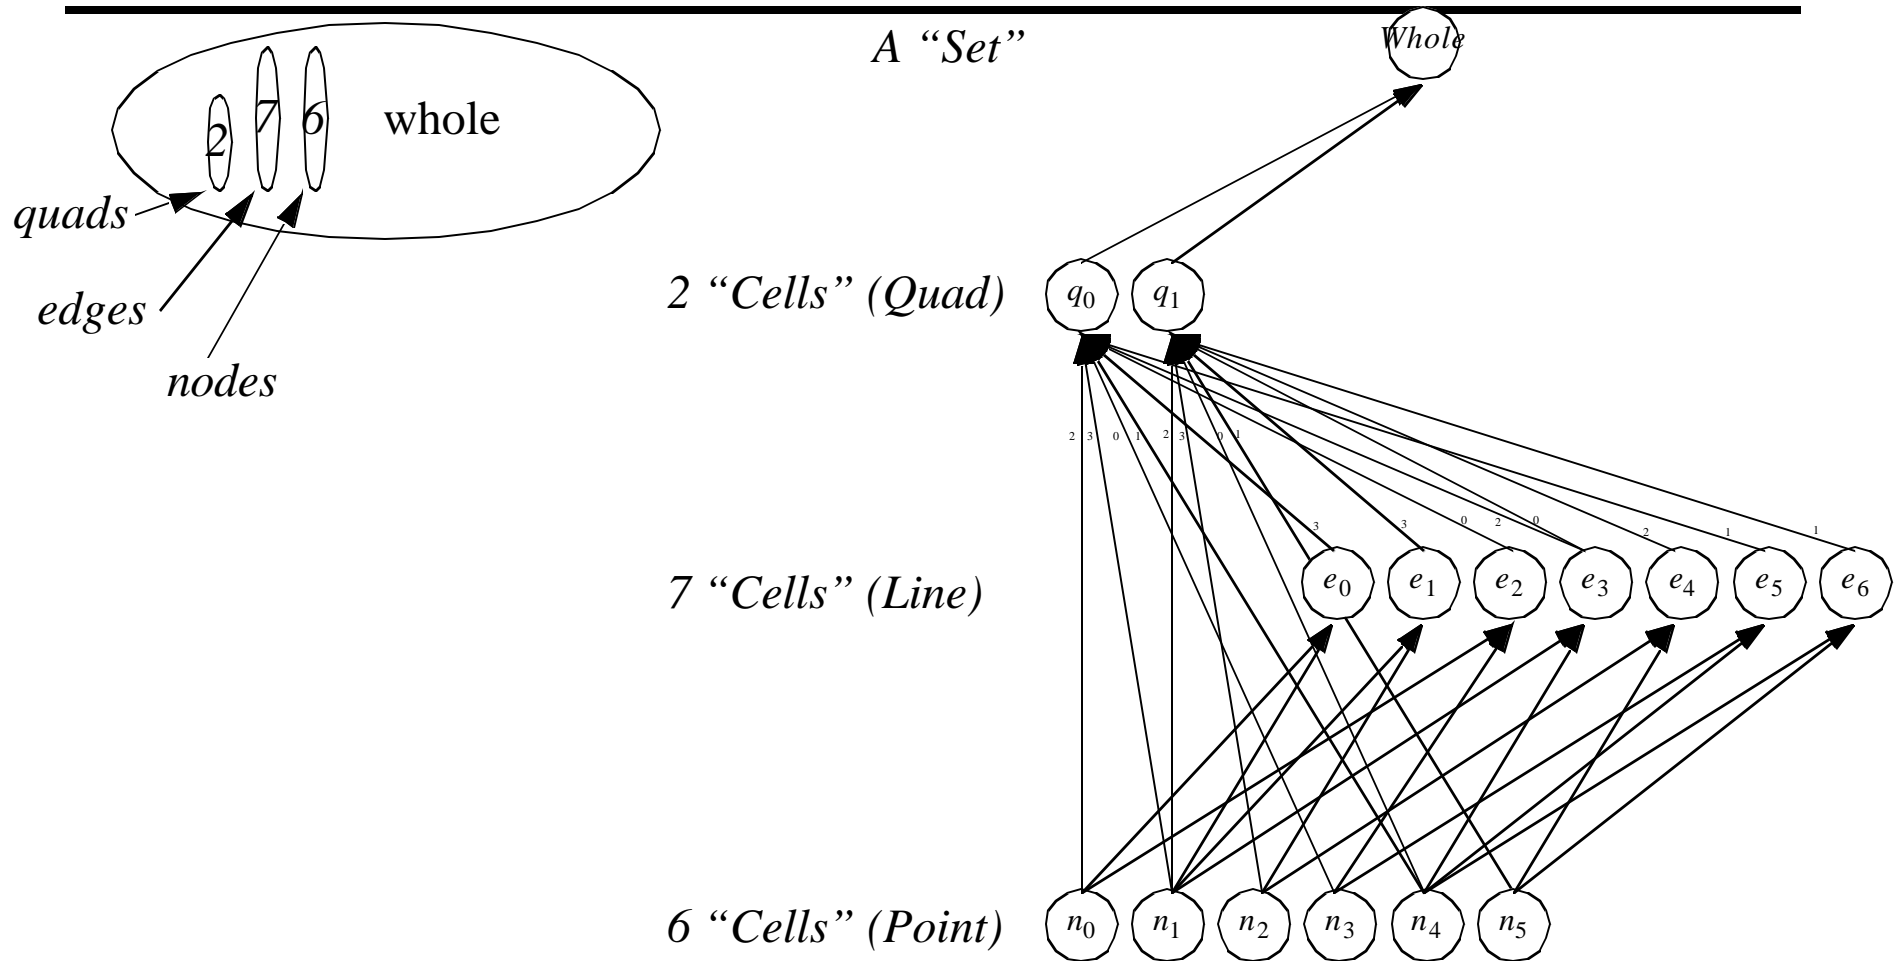 A “Set”
Whole
2
7
6
whole
quads
edges
nodes
2 “Cells” (Quad)
q0 q1
2 3 0 1 2 3 0 1
3 3 0 2 0 2 1 1
7 “Cells” (Line)
e0 e1 e2 e3 e4 e5 e6
6 “Cells” (Point)
n0 n1 n2 n3 n4 n5